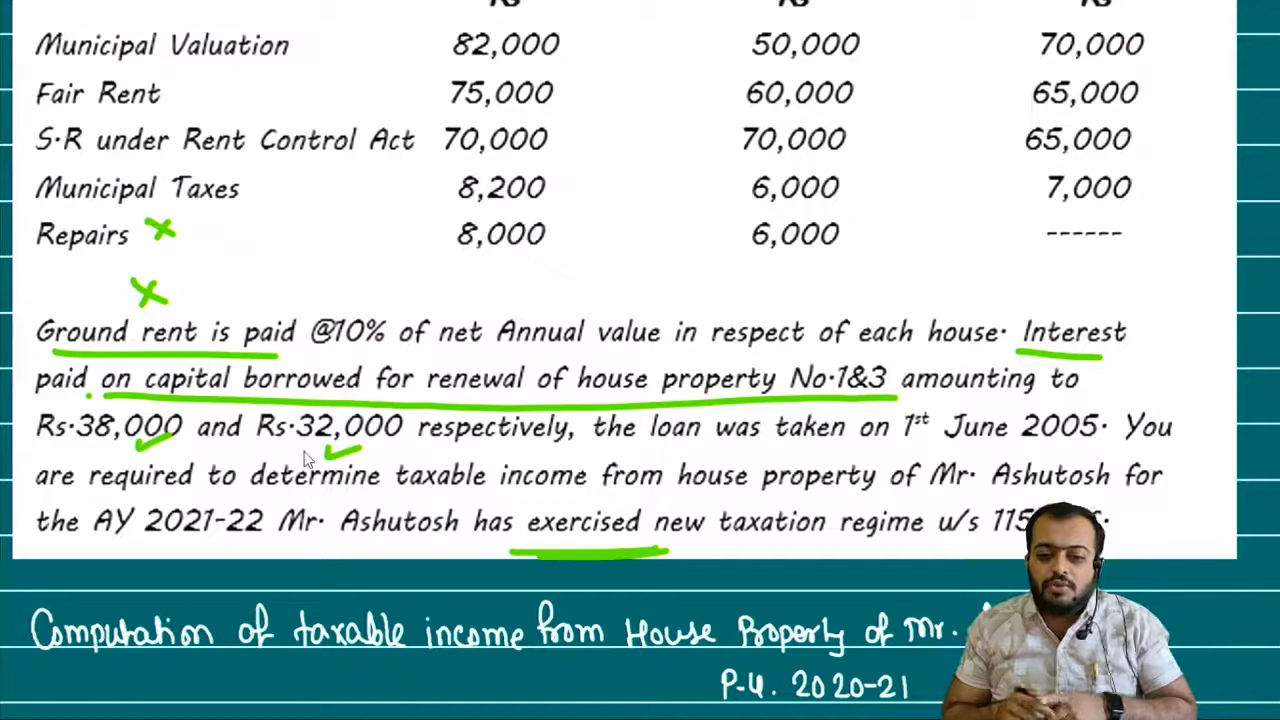 Rs Rs Rs
Municipal Valuation 82,000 50,000 70,000
Fair Rent 75,000 60,000 65,000
S.R under Rent Control Act 70,000 70,000 65,000
Municipal Taxes 8,200 6,000 7,000
Repairs 8,000 6,000 ------
Ground rent is paid @10% of net Annual value in respect of each house. Interest
paid on capital borrowed for renewal of house property No.1&3 amounting to
Rs.38,000 and Rs.32,000 respectively, the loan was taken on 1st June 2005. You
are required to determine taxable income from house property of Mr. Ashutosh for
the AY 2021-22 Mr. Ashutosh has exercised new taxation regime u/s
Computation of taxable income from House Property of Mr.
P.Y. 2020-21